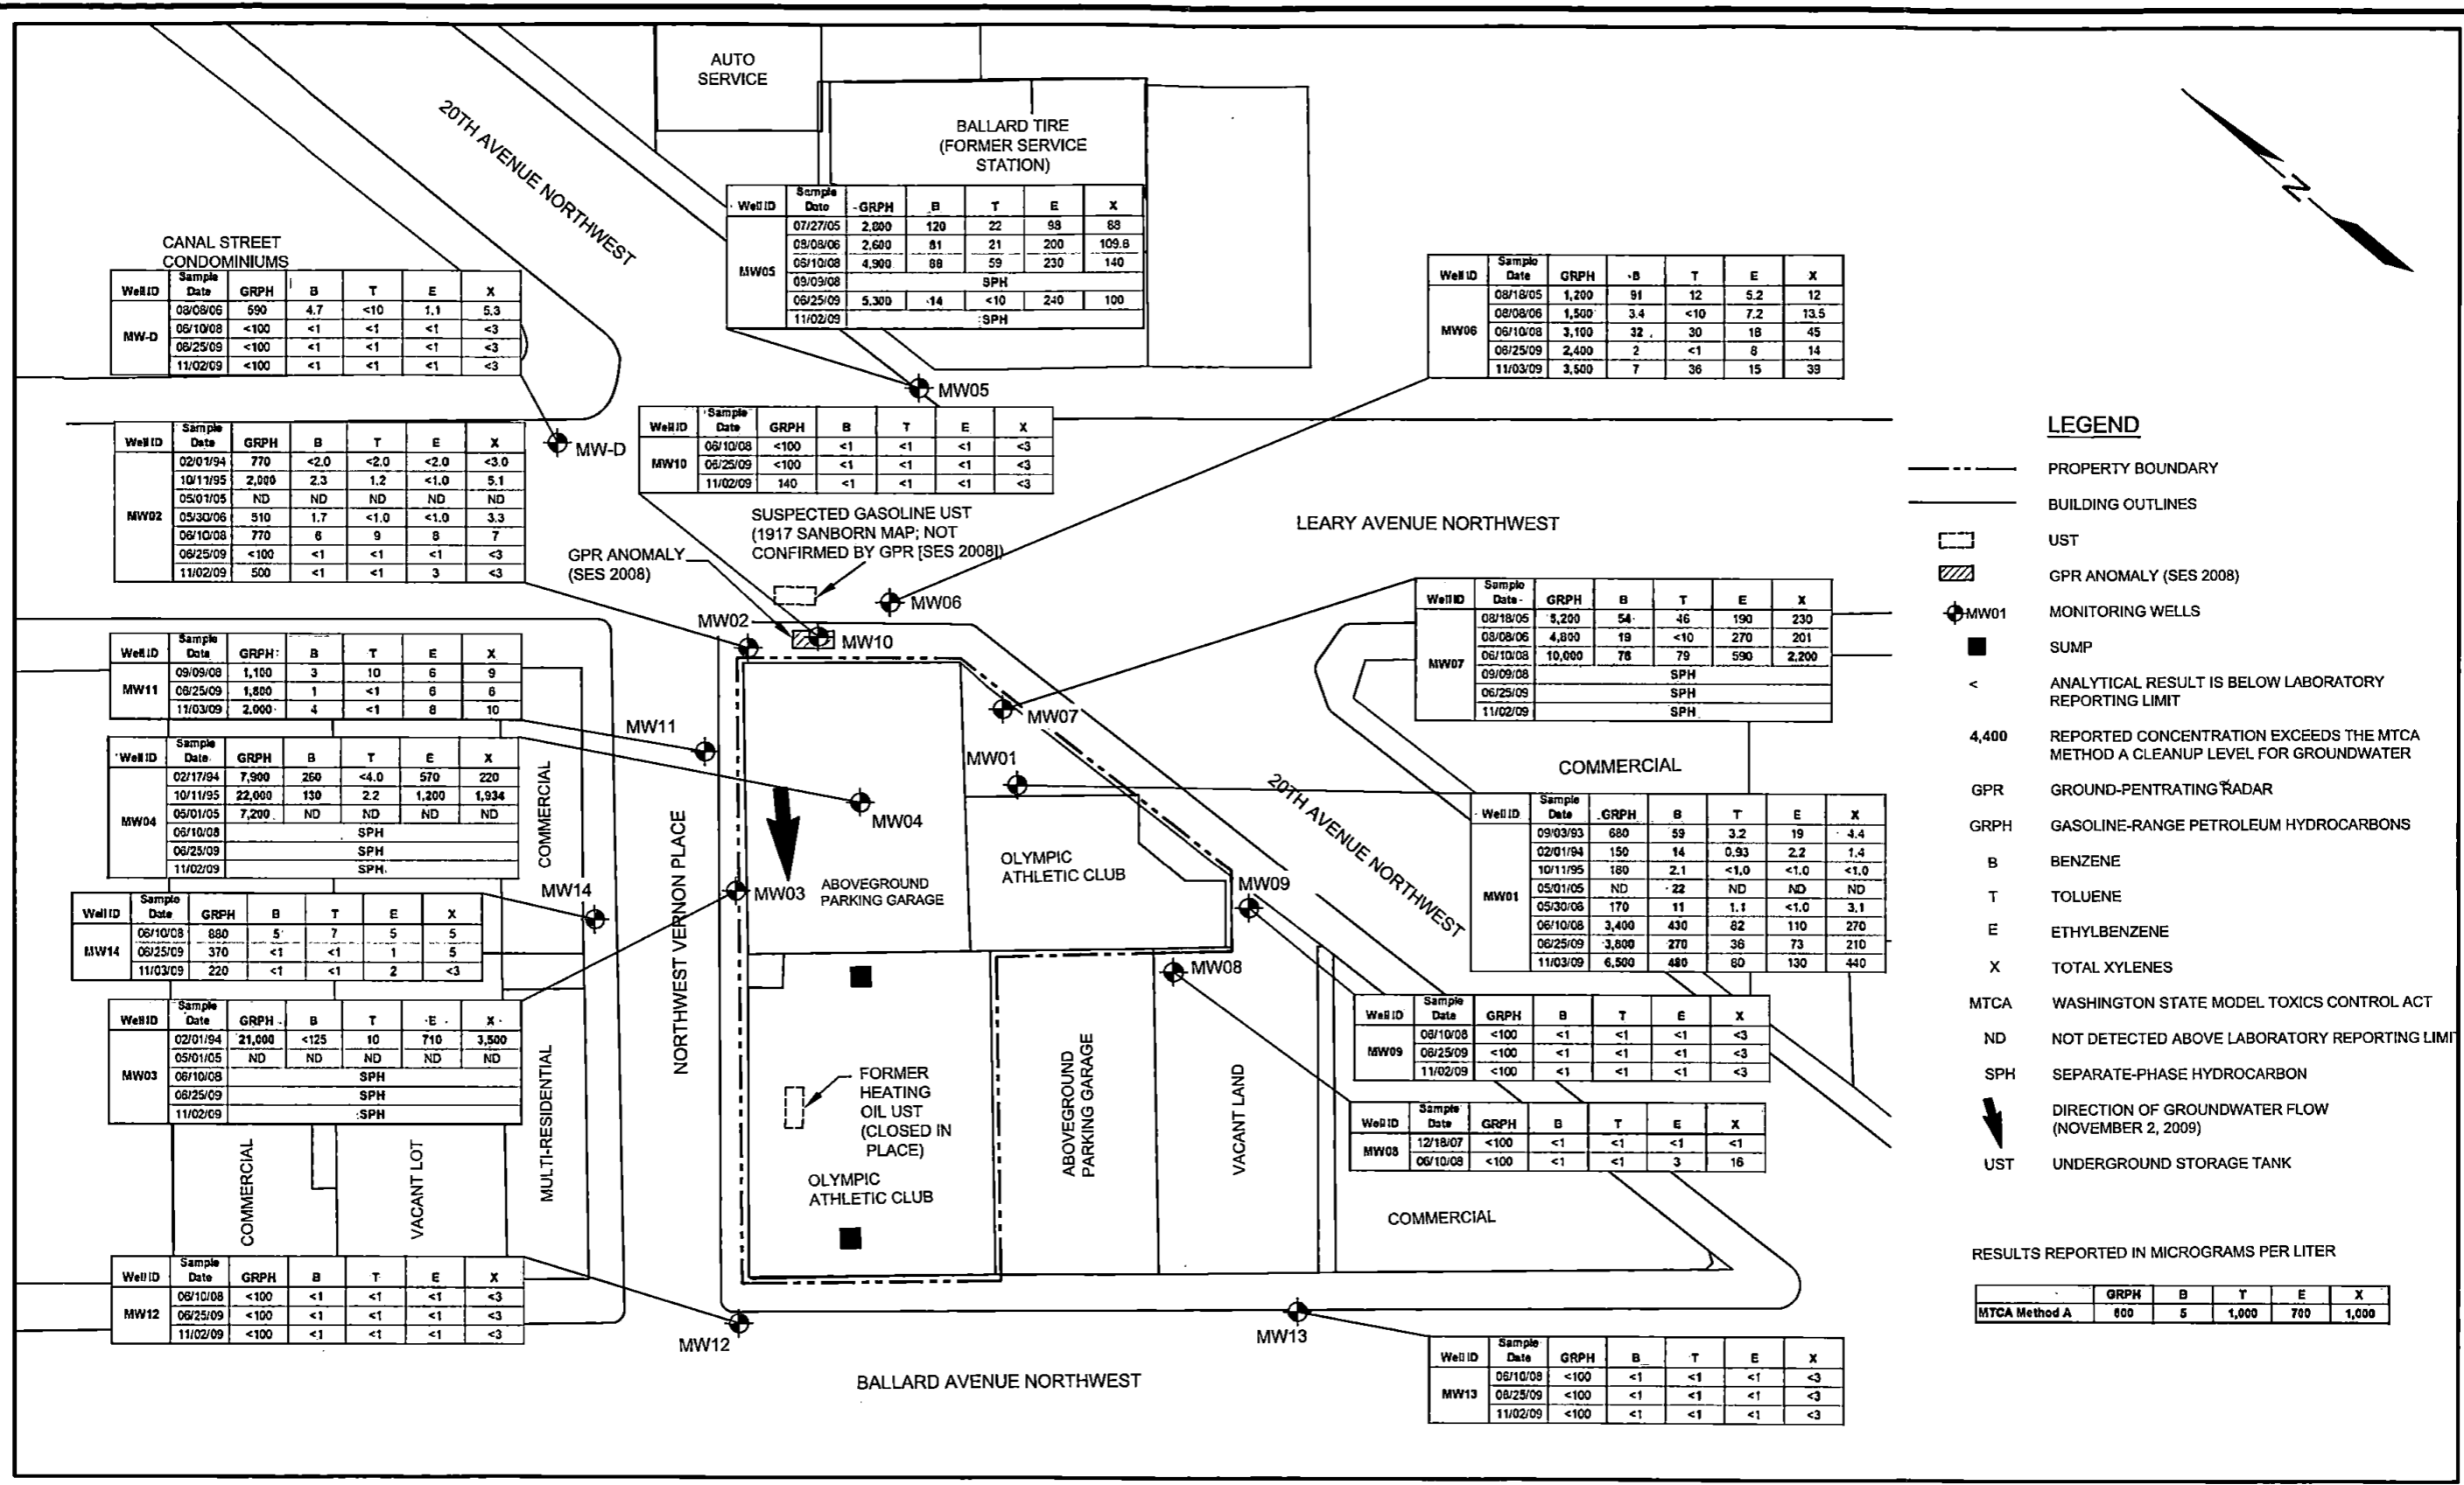 AUTO
SERVICE
20TH AVENUE NORTHWEST
BALLARD TIRE
(FORMER SERVICE
STATION)
Well ID Sample Date GRPH B T E X
MW05
07/27/05 2,800 120 22 98 88
08/08/06 2,600 81 21 200 109.8
06/10/08 4,900 88 59 230 140
09/09/08 SPH
06/25/09 5,300 14 <10 240 100
11/02/09 SPH
CANAL STREET
CONDOMINIUMS
Well ID Sample Date GRPH B T E X
MW-D
08/08/06 590 4.7 <10 1.1 5.3
06/10/08 <100 <1 <1 <1 <3
06/25/09 <100 <1 <1 <1 <3
11/02/09 <100 <1 <1 <1 <3
Well ID Sample Date GRPH B T E X
MW06
08/18/05 1,200 91 12 5.2 12
08/08/06 1,500 3.4 <10 7.2 13.5
06/10/08 3,100 32 30 18 45
06/25/09 2,400 2 <1 8 14
11/03/09 3,500 7 36 15 39
MW05
MW-D
Well ID Sample Date GRPH B T E X
MW10
06/10/08 <100 <1 <1 <1 <3
06/25/09 <100 <1 <1 <1 <3
11/02/09 140 <1 <1 <1 <3
Well ID Sample Date GRPH B T E X
MW02
02/01/94 770 <2.0 <2.0 <2.0 <3.0
10/11/95 2,000 2.3 1.2 <1.0 5.1
05/01/05 ND ND ND ND ND
05/30/06 510 1.7 <1.0 <1.0 3.3
06/10/08 770 6 9 8 7
06/25/09 <100 <1 <1 <1 <3
11/02/09 500 <1 <1 3 <3
SUSPECTED GASOLINE UST
(1917 SANBORN MAP; NOT
CONFIRMED BY GPR [SES 2008])
GPR ANOMALY
(SES 2008)
LEARY AVENUE NORTHWEST
MW06
MW02
MW10
Well ID Sample Date GRPH B T E X
MW07
08/18/05 5,200 54 46 190 230
08/08/06 4,800 19 <10 270 201
06/10/08 10,000 78 79 590 2,200
09/09/08 SPH
06/25/09 SPH
11/02/09 SPH
Well ID Sample Date GRPH B T E X
MW11
09/09/08 1,100 3 10 6 9
06/25/09 1,800 1 <1 6 6
11/03/09 2,000 4 <1 8 10
MW11
MW07
MW01
Well ID Sample Date GRPH B T E X
MW04
02/17/94 7,900 260 <4.0 570 220
10/11/95 22,000 130 2.2 1,200 1,934
05/01/05 7,200 ND ND ND ND
06/10/08 SPH
06/25/09 SPH
11/02/09 SPH
COMMERCIAL
NORTHWEST VERNON PLACE
MW04
COMMERCIAL
20TH AVENUE NORTHWEST
Well ID Sample Date GRPH B T E X
MW01
09/03/93 680 59 3.2 19 4.4
02/01/94 150 14 0.93 2.2 1.4
10/11/95 180 2.1 <1.0 <1.0 <1.0
05/01/05 ND 22 ND ND ND
05/30/06 170 11 1.1 <1.0 3.1
06/10/08 3,400 430 82 110 270
06/25/09 3,800 270 36 73 210
11/03/09 6,500 480 80 130 440
OLYMPIC
ATHLETIC CLUB
ABOVEGROUND
PARKING GARAGE
MW14
MW03
MW09
MW08
Well ID Sample Date GRPH B T E X
MW14
06/10/08 880 5 7 5 5
06/25/09 370 <1 <1 1 5
11/03/09 220 <1 <1 2 <3
Well ID Sample Date GRPH B T E X
MW03
02/01/94 21,000 <125 10 710 3,500
05/01/05 ND ND ND ND ND
06/10/08 SPH
06/25/09 SPH
11/02/09 SPH
Well ID Sample Date GRPH B T E X
MW09
06/10/08 <100 <1 <1 <1 <3
06/25/09 <100 <1 <1 <1 <3
11/02/09 <100 <1 <1 <1 <3
Well ID Sample Date GRPH B T E X
MW08
12/18/07 <100 <1 <1 <1 <1
06/10/08 <100 <1 <1 3 16
COMMERCIAL
VACANT LOT
MULTI-RESIDENTIAL
FORMER
HEATING
OIL UST
(CLOSED IN
PLACE)
OLYMPIC
ATHLETIC CLUB
ABOVEGROUND
PARKING GARAGE
VACANT LAND
COMMERCIAL
Well ID Sample Date GRPH B T E X
MW12
06/10/08 <100 <1 <1 <1 <3
06/25/09 <100 <1 <1 <1 <3
11/02/09 <100 <1 <1 <1 <3
MW12
MW13
BALLARD AVENUE NORTHWEST
Well ID Sample Date GRPH B T E X
MW13
06/10/08 <100 <1 <1 <1 <3
06/25/09 <100 <1 <1 <1 <3
11/02/09 <100 <1 <1 <1 <3
N
LEGEND
PROPERTY BOUNDARY
BUILDING OUTLINES
UST
GPR ANOMALY (SES 2008)
MW01 MONITORING WELLS
SUMP
< ANALYTICAL RESULT IS BELOW LABORATORY
REPORTING LIMIT
4,400 REPORTED CONCENTRATION EXCEEDS THE MTCA
METHOD A CLEANUP LEVEL FOR GROUNDWATER
GPR GROUND-PENTRATING RADAR
GRPH GASOLINE-RANGE PETROLEUM HYDROCARBONS
B BENZENE
T TOLUENE
E ETHYLBENZENE
X TOTAL XYLENES
MTCA WASHINGTON STATE MODEL TOXICS CONTROL ACT
ND NOT DETECTED ABOVE LABORATORY REPORTING LIMI
SPH SEPARATE-PHASE HYDROCARBON
DIRECTION OF GROUNDWATER FLOW
(NOVEMBER 2, 2009)
UST UNDERGROUND STORAGE TANK
RESULTS REPORTED IN MICROGRAMS PER LITER
GRPH B T E X
MTCA Method A 800 5 1,000 700 1,000